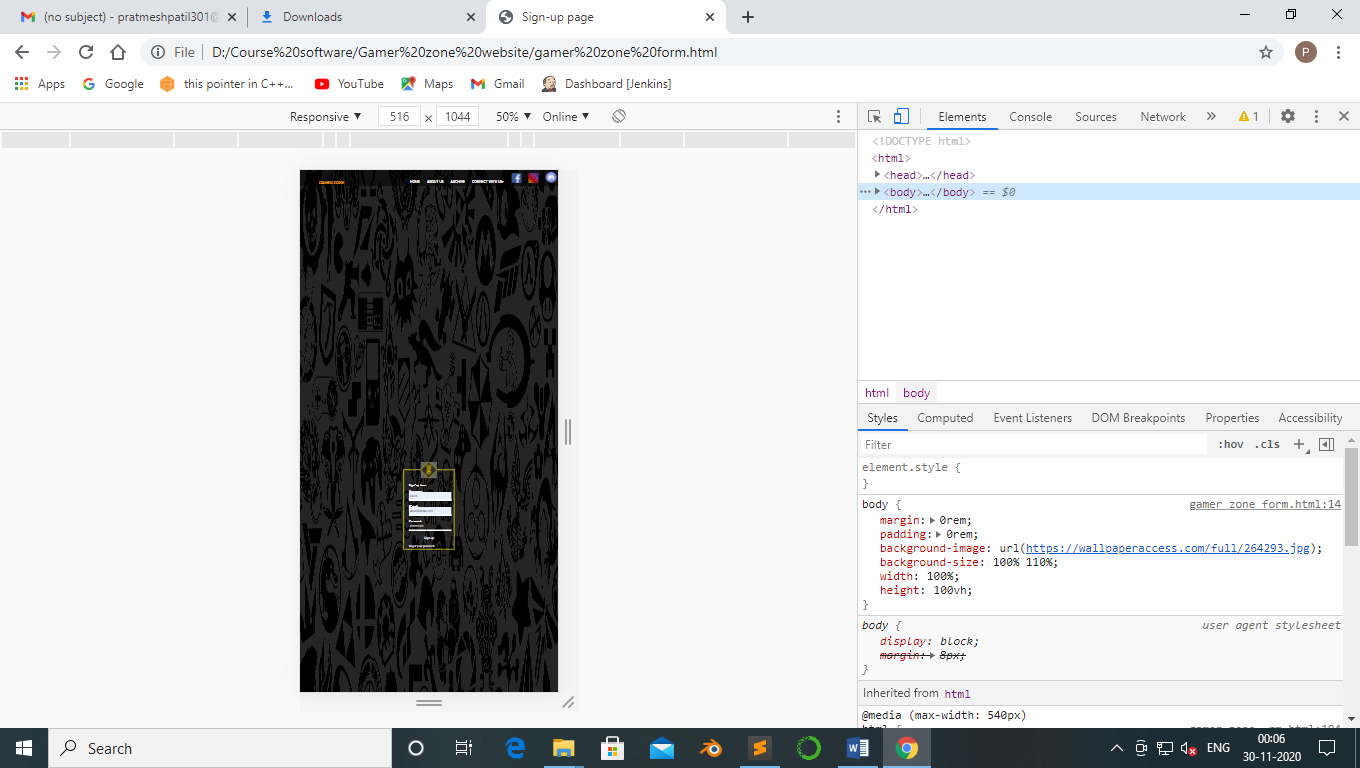 (no subject) - pratmeshpatil301@
Downloads
Sign-up page
File
D:/Course%20software/Gamer%20zone%20website/gamer%20zone%20form.html
P
Apps
Google
this pointer in C++...
YouTube
Maps
Gmail
Dashboard [Jenkins]
Responsive
516 × 1044
50%
Online
Elements
Console
Sources
Network
1
<!DOCTYPE html>
<html>
<head>…</head>
<body>…</body> == $0
</html>
HOME
ABOUT US
ARCHIVE
CONNECT WITH US:-
html
body
Styles
Computed
Event Listeners
DOM Breakpoints
Properties
Accessibility
Filter
:hov
.cls
element.style {
}
body {
gamer zone form.html:14
margin: 0rem;
padding: 0rem;
background-image: url(https://wallpaperaccess.com/full/264293.jpg);
background-size: 100% 110%;
width: 100%;
height: 100vh;
}
body {
user agent stylesheet
display: block;
margin: 8px;
}
Inherited from html
@media (max-width: 540px)
Search
ENG
00:06
30-11-2020